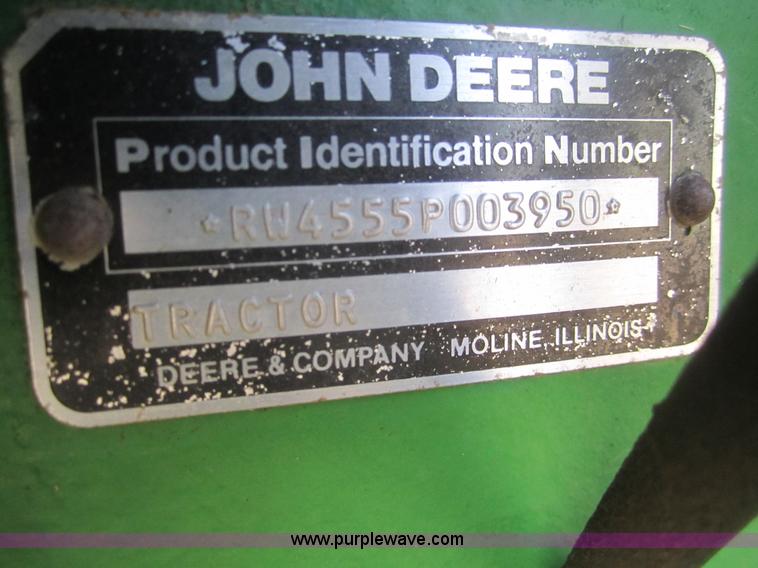 JOHN DEERE
Product Identification Number
*RW4555P003950*
TRACTOR
DEERE & COMPANY MOLINE, ILLINOIS
www.purplewave.com